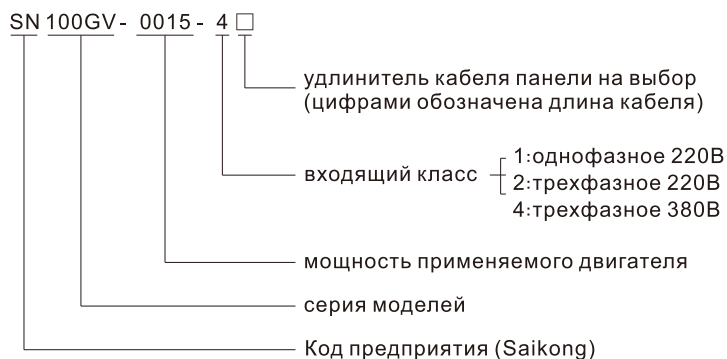 SN 100GV - 0015 - 4 □
удлинитель кабеля панели на выбор
(цифрами обозначена длина кабеля)
входящий класс
1:однофазное 220В
2:трехфазное 220В
4:трехфазное 380В
мощность применяемого двигателя
серия моделей
Код предприятия (Saikong)